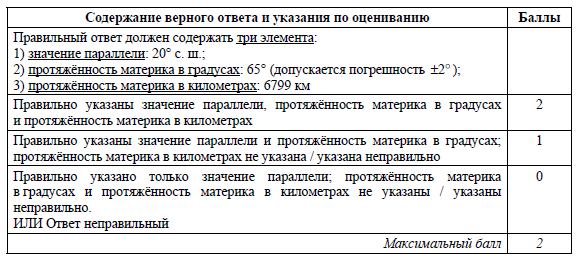 Содержание верного ответа и указания по оцениванию Баллы
Правильный ответ должен содержать три элемента:
1) значение параллели: 20° с. ш.;
2) протяжённость материка в градусах: 65° (допускается погрешность ±2° );
3) протяжённость материка в километрах: 6799 км
Правильно указаны значение параллели, протяжённость материка в градусах 2
и протяжённость материка в километрах
Правильно указаны значение параллели и протяжённость материка в градусах; 1
протяжённость материка в километрах не указана / указана неправильно
Правильно указано только значение параллели; протяжённость материка 0
в градусах и протяжённость материка в километрах не указаны / указаны
неправильно.
ИЛИ Ответ неправильный
Максимальный балл 2